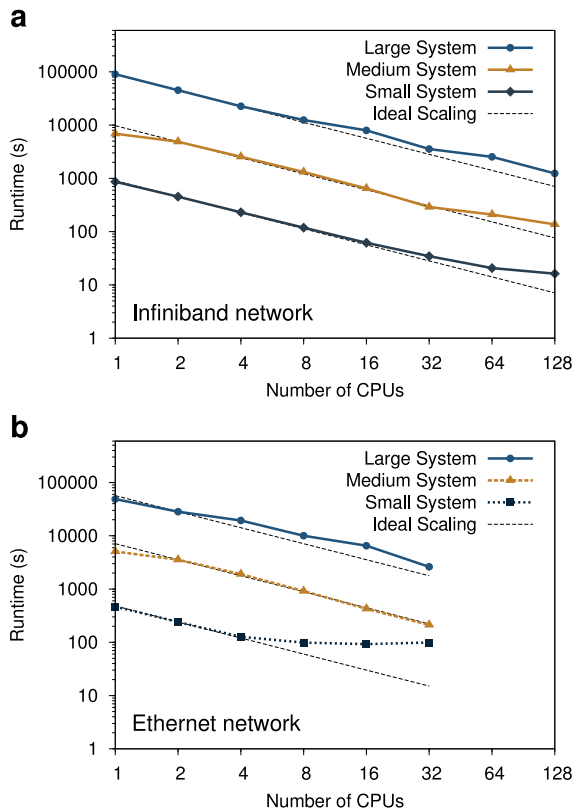 a
Large System
Medium System
Small System
Ideal Scaling
Runtime (s)
100000
10000
1000
100
10
1
Infiniband network
1 2 4 8 16 32 64 128
Number of CPUs
b
Large System
Medium System
Small System
Ideal Scaling
Runtime (s)
100000
10000
1000
100
10
1
Ethernet network
1 2 4 8 16 32 64 128
Number of CPUs